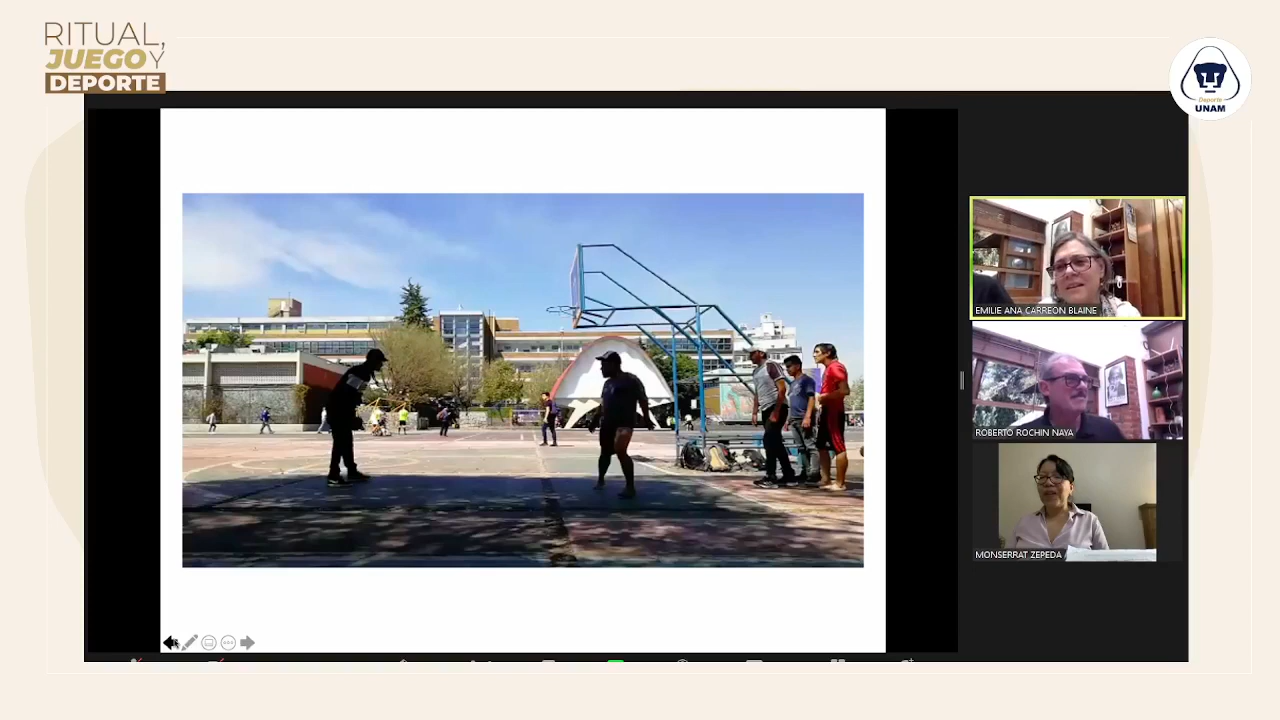 RITUAL,
JUEGO Y
DEPORTE
Deporte
UNAM
EMILIE ANA CARREON BLAINE
ROBERTO ROCHIN NAYA
MONSERRAT ZEPEDA